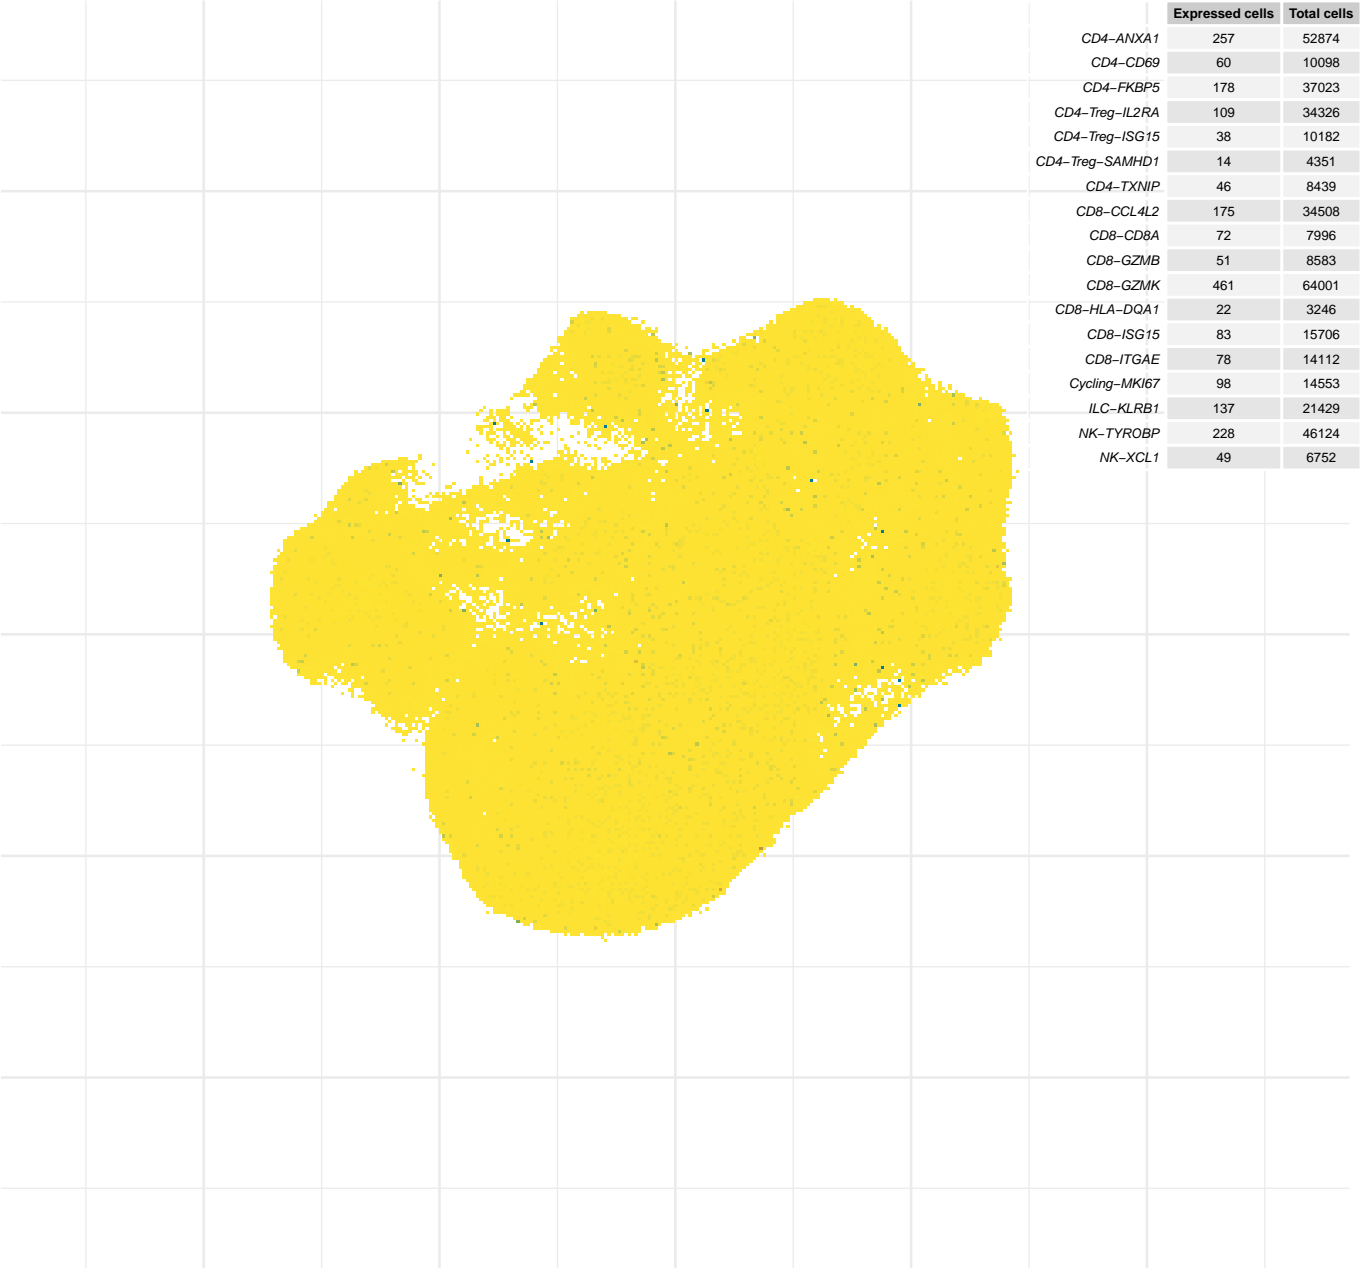 Expressed cells Total cells
CD4−ANXA1 257 52874
CD4−CD69 60 10098
CD4−FKBP5 178 37023
CD4−Treg−IL2RA 109 34326
CD4−Treg−ISG15 38 10182
CD4−Treg−SAMHD1 14 4351
CD4−TXNIP 46 8439
CD8−CCL4L2 175 34508
CD8−CD8A 72 7996
CD8−GZMB 51 8583
CD8−GZMK 461 64001
CD8−HLA−DQA1 22 3246
CD8−ISG15 83 15706
CD8−ITGAE 78 14112
Cycling−MKI67 98 14553
ILC−KLRB1 137 21429
NK−TYROBP 228 46124
NK−XCL1 49 6752